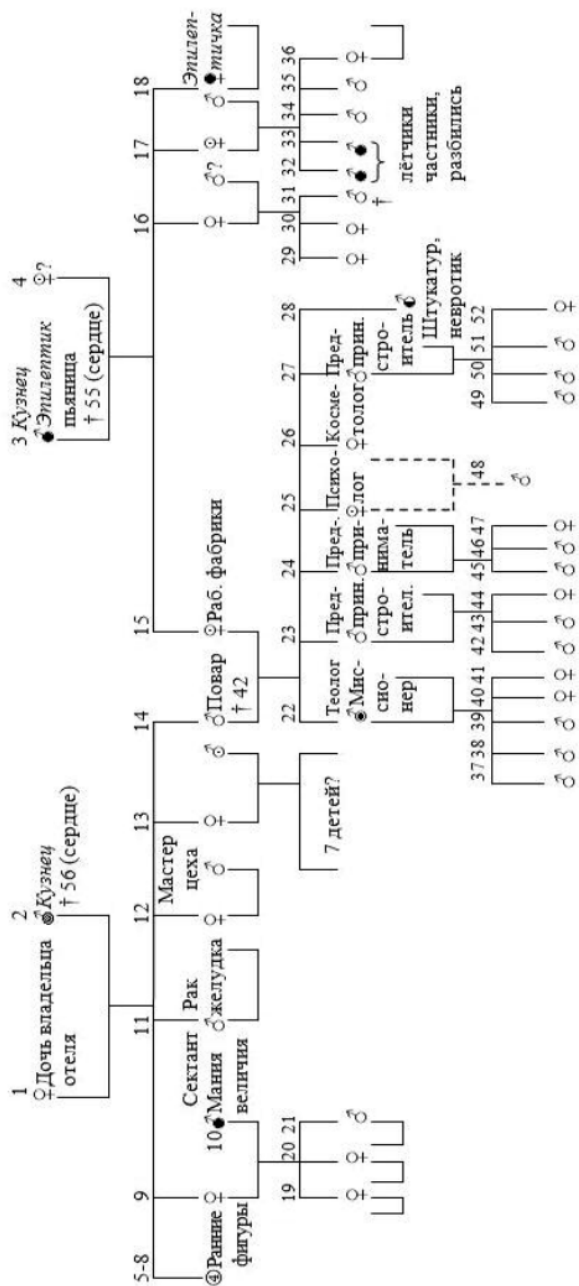 1 2 3 Кузнец 4
♀Дочь владельца ♂Кузнец ♂Эпилептик ♀?
отеля † 56 (сердце) пьяница
† 55 (сердце)
5–8 9 11 12 13 14 15 16 17 18
④Ранние ♀ Сектант Рак Мастер ♀ ♂ ♂Повар ♀Раб. фабрики ♀ ♂? ♀ ♂ Эпилеп-
фигуры 10♂Мания ♂желудка ♀ цеха ♂ † 42 ♀тичка
величия
19 20 21
♀ ♀ ♂
7 детей?
22 23 24 25 26 27 28
Теолог Пред- Пред- Психо- Косме- Пред-
♂Мис- ♂прин. ♂при- ♀лог ♀толог ♂прин. ♂
сио- стро- нима- стро- Штукатур,
нер ител. тель итель невротик
29 30 31 32 33 34 35 36
♀ ♀ ♂ ♂ ♂ ♂ ♂ ♀
†
лётчики
частники,
разбились
37 38 39 40 41 42 43 44 45 46 47 48 49 50 51 52
♂ ♂ ♂ ♀ ♀ ♂ ♂ ♀ ♂ ♂ ♀ ♂ ♂ ♂ ♂ ♀